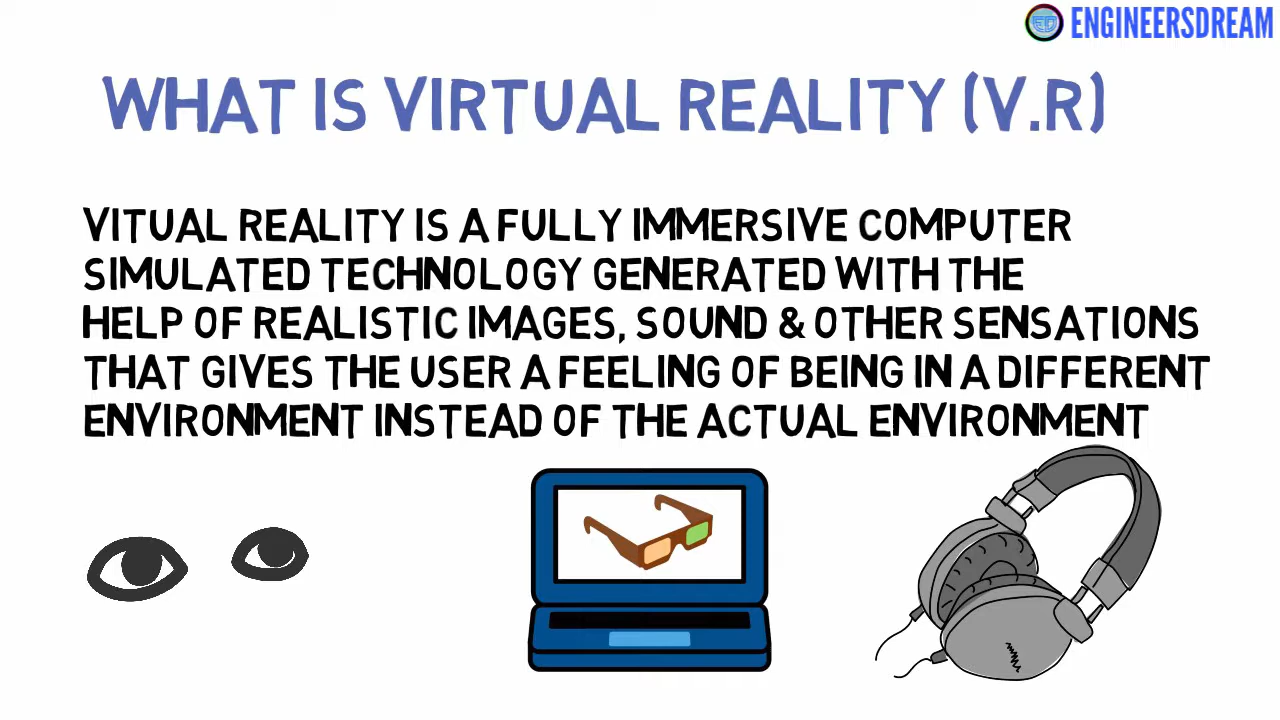 ENGINEERSDREAM
WHAT IS VIRTUAL REALITY (V.R)
VITUAL REALITY IS A FULLY IMMERSIVE COMPUTER
SIMULATED TECHNOLOGY GENERATED WITH THE
HELP OF REALISTIC IMAGES, SOUND & OTHER SENSATIONS
THAT GIVES THE USER A FEELING OF BEING IN A DIFFERENT
ENVIRONMENT INSTEAD OF THE ACTUAL ENVIRONMENT